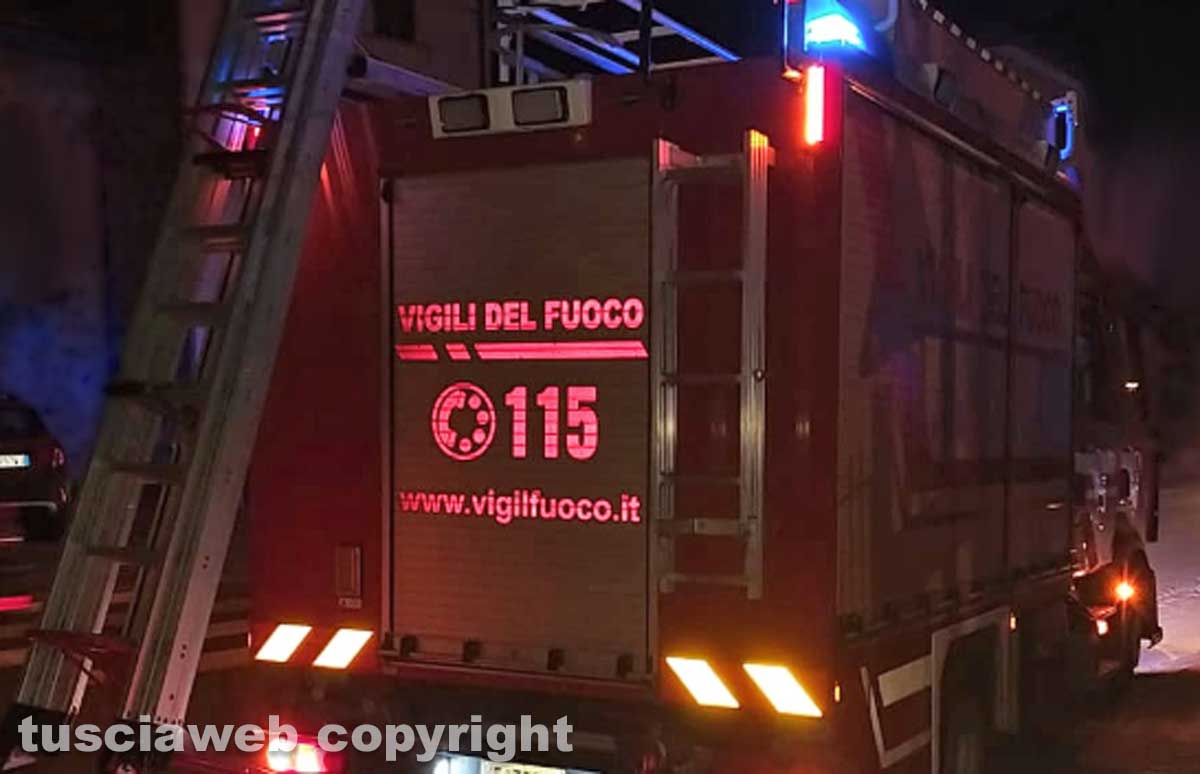 VIGILI DEL FUOCO
115
www.vigilfuoco.it
tusciaweb copyright